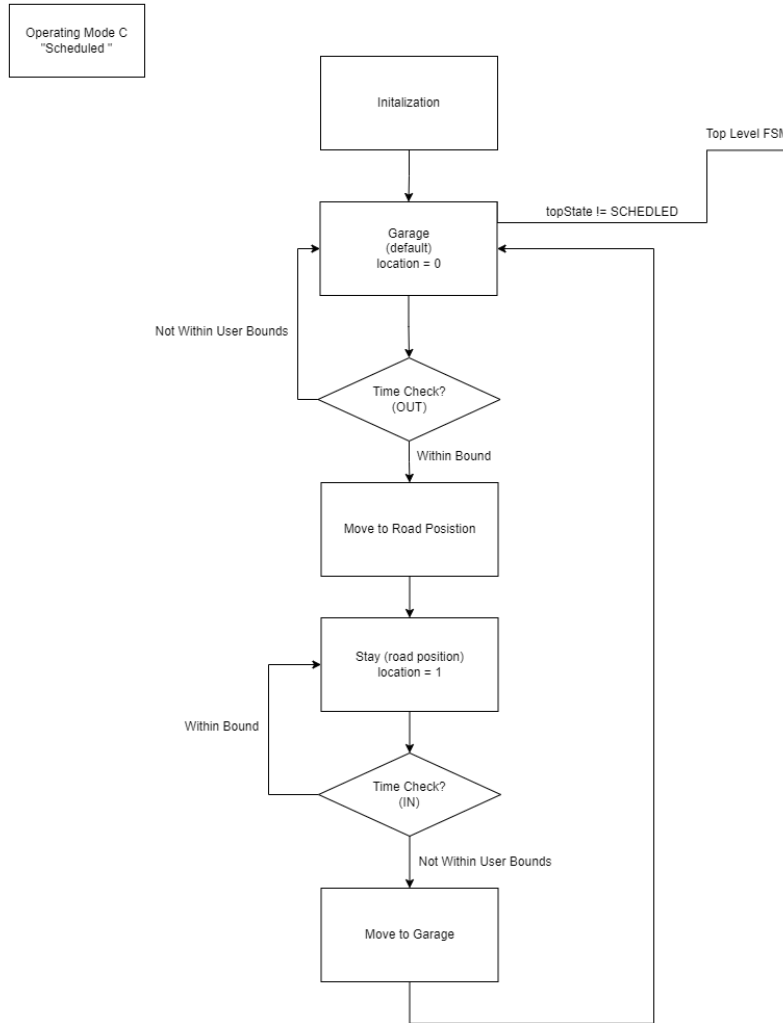 Operating Mode C
"Scheduled "
Initalization
Top Level FSM
topState != SCHEDLED
Garage
(default)
location = 0
Not Within User Bounds
Time Check?
(OUT)
Within Bound
Move to Road Posistion
Stay (road position)
location = 1
Within Bound
Time Check?
(IN)
Not Within User Bounds
Move to Garage